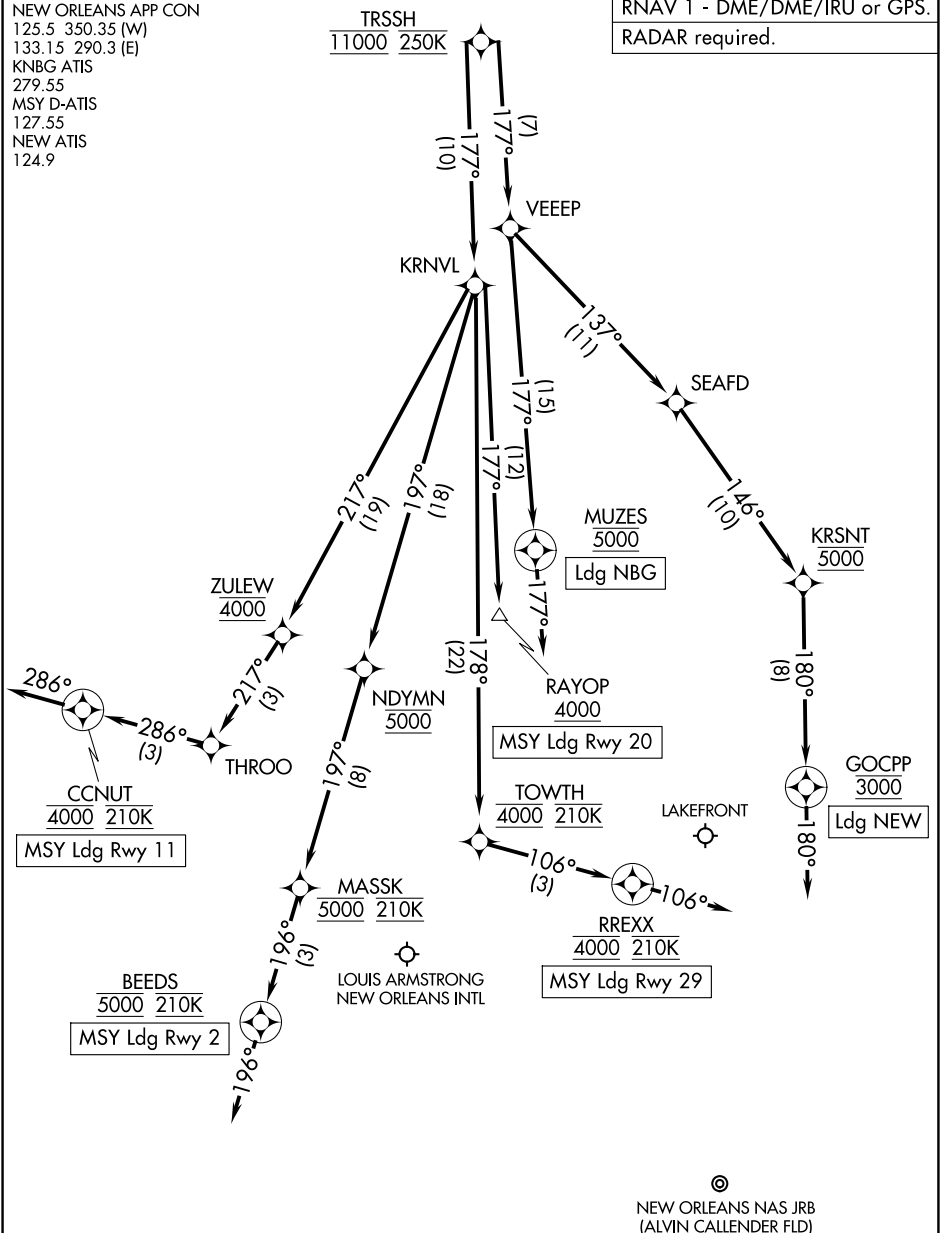 NEW ORLEANS APP CON
125.5 350.35 (W)
133.15 290.3 (E)
KNBG ATIS
279.55
MSY D-ATIS
127.55
NEW ATIS
124.9
TRSSH
11000 250K
RNAV 1 - DME/DME/IRU or GPS.
RADAR required.
177°
(10)
177°
(7)
VEEEP
KRNVL
137°
(11)
SEAFD
217°
(19)
197°
(18)
177°
(12)
177°
(15)
146°
(10)
MUZES
5000
Ldg NBG
177°
KRSNT
5000
ZULEW
4000
217°
(3)
178°
(22)
180°
(8)
286°
286°
(3)
THROO
NDYMN
5000
RAYOP
4000
MSY Ldg Rwy 20
CCNUT
4000 210K
MSY Ldg Rwy 11
197°
(8)
TOWTH
4000 210K
LAKEFRONT
GOCPP
3000
Ldg NEW
180°
106°
(3)
106°
MASSK
5000 210K
RREXX
4000 210K
MSY Ldg Rwy 29
196°
(3)
LOUIS ARMSTRONG
NEW ORLEANS INTL
BEEDS
5000 210K
MSY Ldg Rwy 2
196°
NEW ORLEANS NAS JRB
(ALVIN CALLENDER FLD)